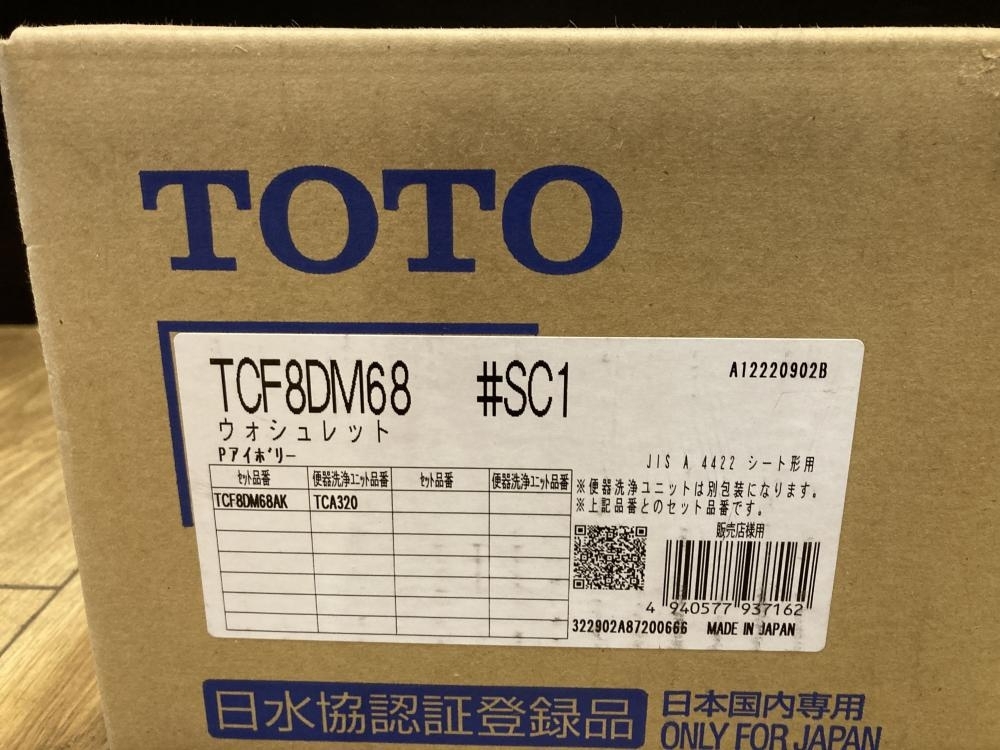 TOTO
TCF8DM68 #SC1
A12220902B
ウォシュレット
Pアイボリー
JIS A 4422 シート形用
セット品番 便器洗浄ユニット品番 セット品番 便器洗浄ユニット品番
TCF8DM68AK TCA320
※便器洗浄ユニットは別包装になります。
※上記品番とのセット品番です。
販売店様用
4 940577 937162
322902A87200666 MADE IN JAPAN
日水協認証登録品
日本国内専用
ONLY FOR JAPAN